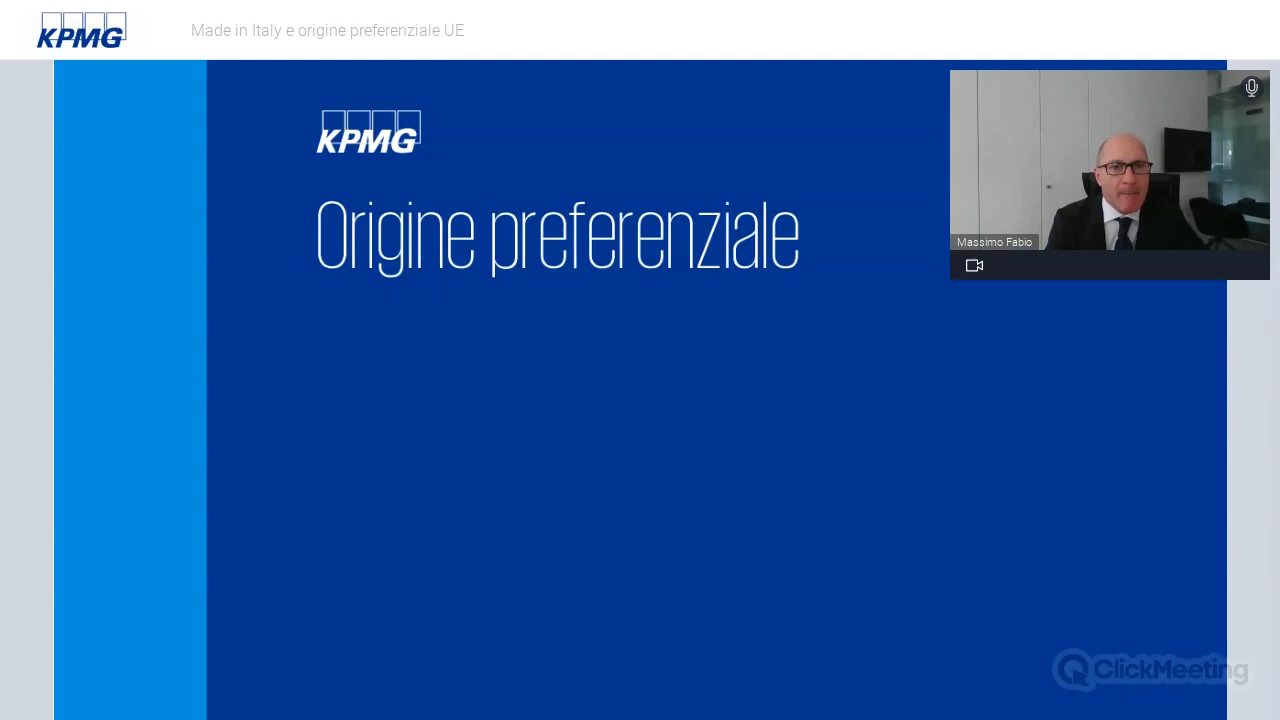 KPMG
Made in Italy e origine preferenziale UE
KPMG
Origine preferenziale
Massimo Fabio
ClickMeeting